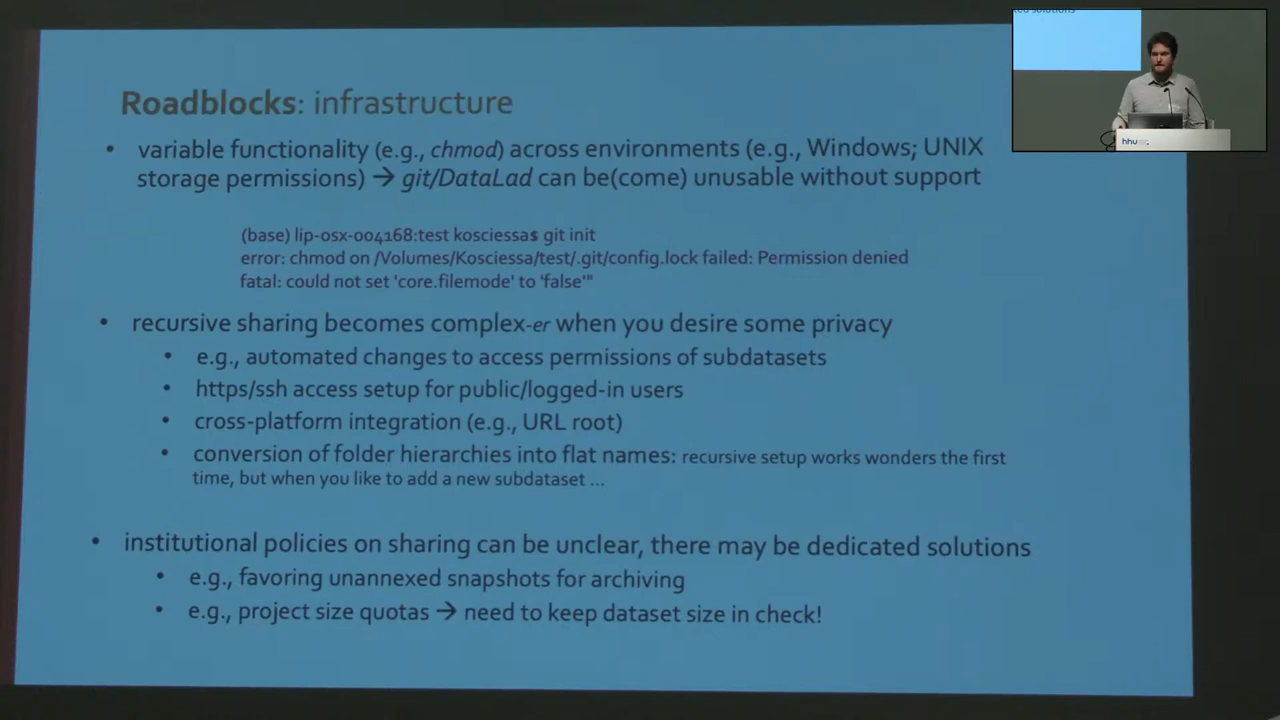 Roadblocks: infrastructure
• variable functionality (e.g., chmod) across environments (e.g., Windows; UNIX
storage permissions) → git/DataLad can be(come) unusable without support
(base) lip-osx-004168:test kosciessa$ git init
error: chmod on /Volumes/Kosciessa/test/.git/config.lock failed: Permission denied
fatal: could not set 'core.filemode' to 'false'"
• recursive sharing becomes complex-er when you desire some privacy
• e.g., automated changes to access permissions of subdatasets
• https/ssh access setup for public/logged-in users
• cross-platform integration (e.g., URL root)
• conversion of folder hierarchies into flat names: recursive setup works wonders the first
time, but when you like to add a new subdataset ...
• institutional policies on sharing can be unclear, there may be dedicated solutions
• e.g., favoring unannexed snapshots for archiving
• e.g., project size quotas → need to keep dataset size in check!
solutions
hhu